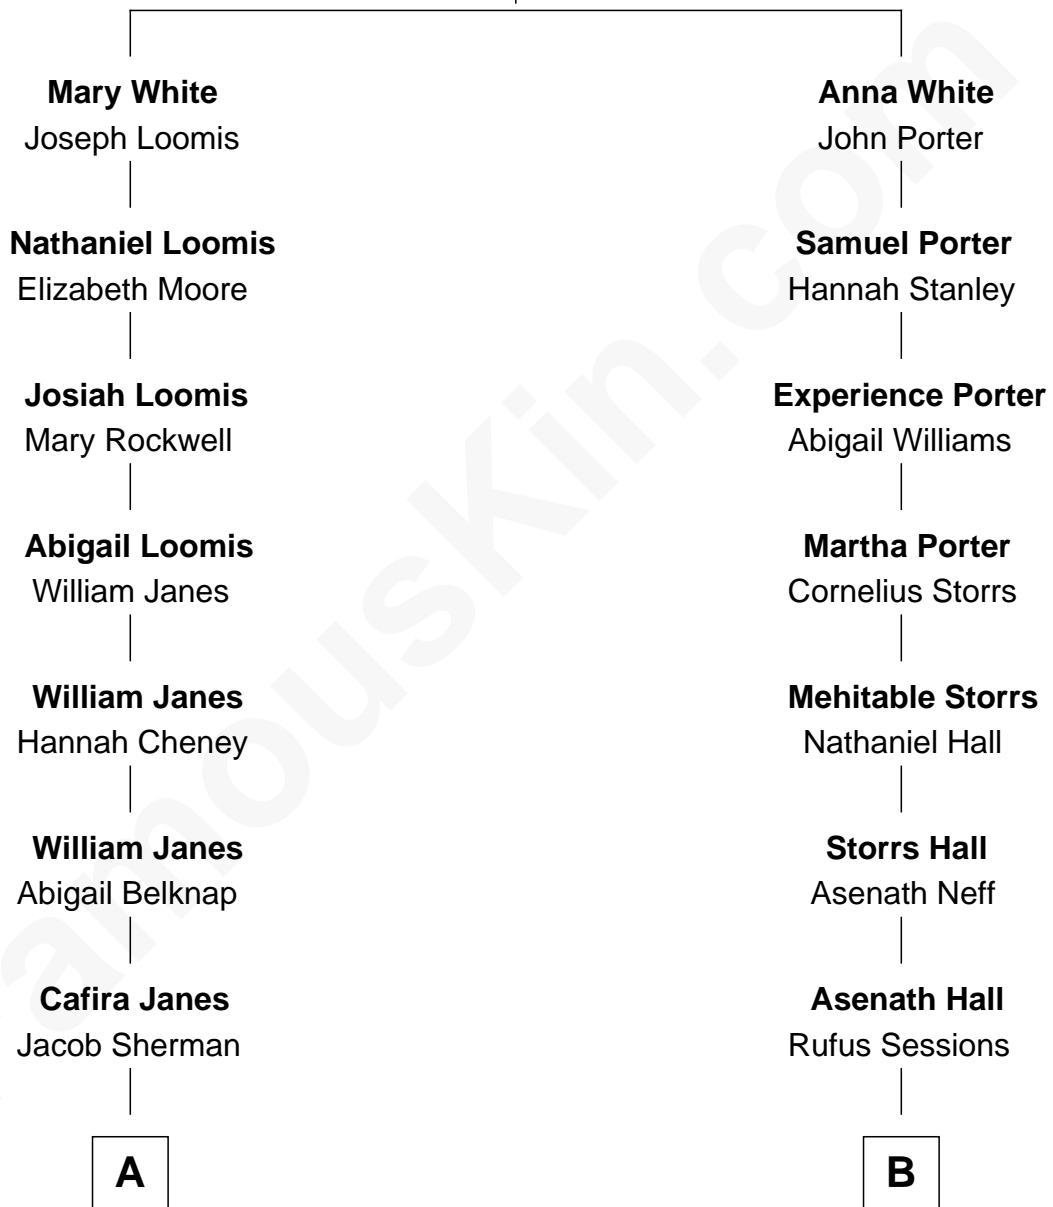 Mary White
Joseph Loomis
Anna White
John Porter
Nathaniel Loomis
Elizabeth Moore
Samuel Porter
Hannah Stanley
Josiah Loomis
Mary Rockwell
Experience Porter
Abigail Williams
Abigail Loomis
William Janes
Martha Porter
Cornelius Storrs
William Janes
Hannah Cheney
Mehitable Storrs
Nathaniel Hall
William Janes
Abigail Belknap
Storrs Hall
Asenath Neff
Cafira Janes
Jacob Sherman
Asenath Hall
Rufus Sessions
A
B
amouskin.com